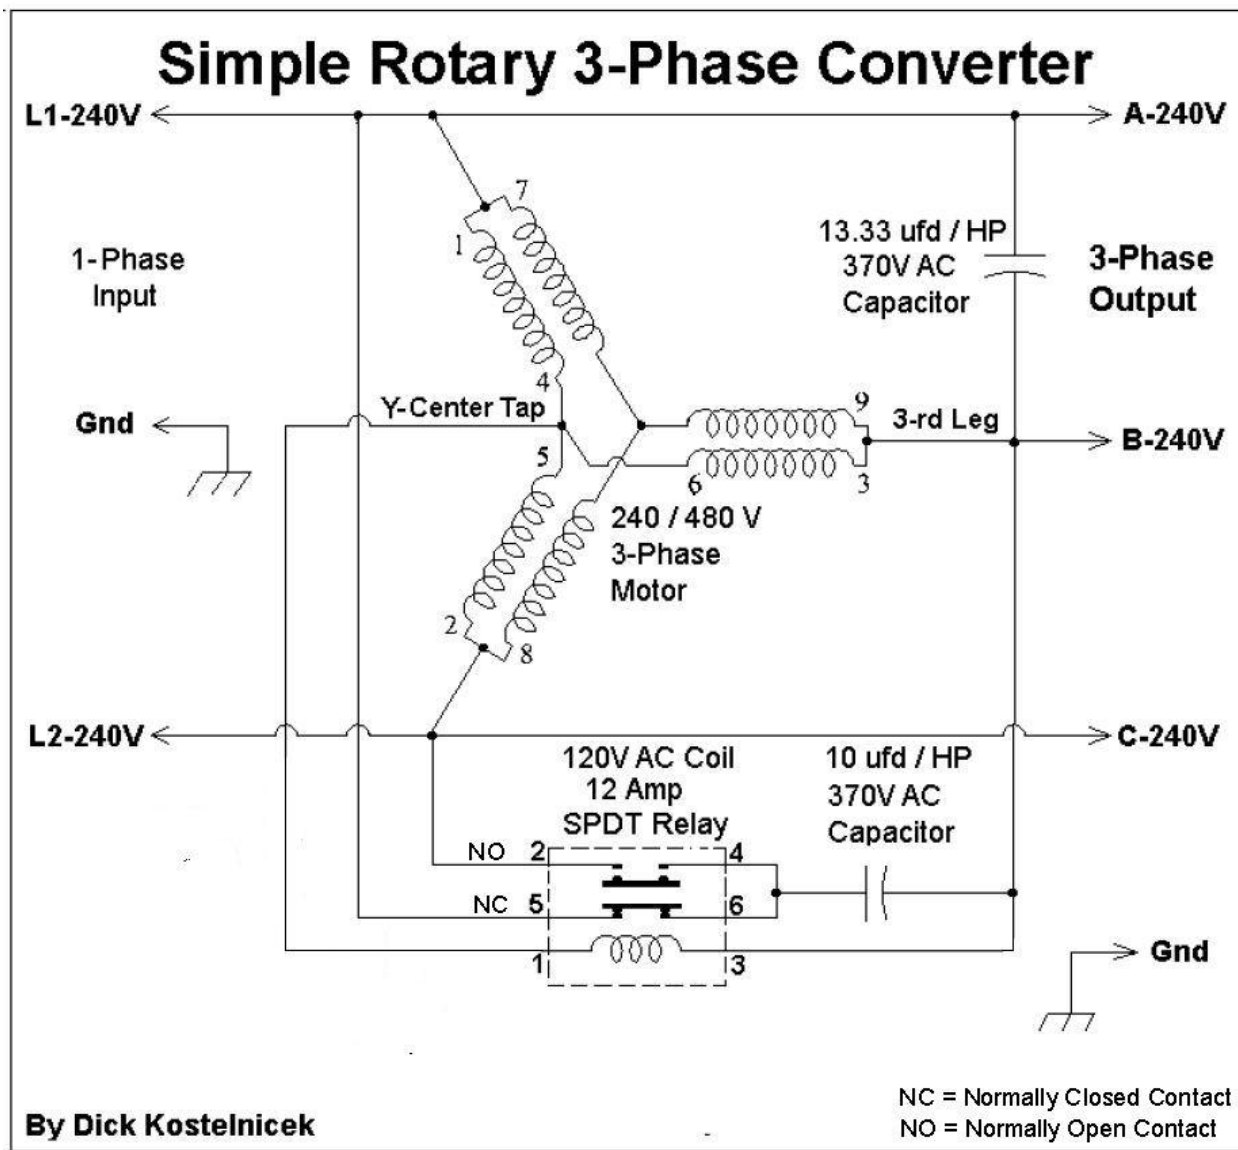 Simple Rotary 3-Phase Converter
L1-240V
A-240V
7
1
13.33 ufd / HP
370V AC
Capacitor
1-Phase
Input
3-Phase
Output
4
Y-Center Tap
9
3-rd Leg
Gnd
B-240V
5
6
3
240 / 480 V
3-Phase
Motor
2
8
L2-240V
C-240V
120V AC Coil
12 Amp
SPDT Relay
10 ufd / HP
370V AC
Capacitor
NO 2
4
NC 5
6
1
3
Gnd
By Dick Kostelnicek
NC = Normally Closed Contact
NO = Normally Open Contact